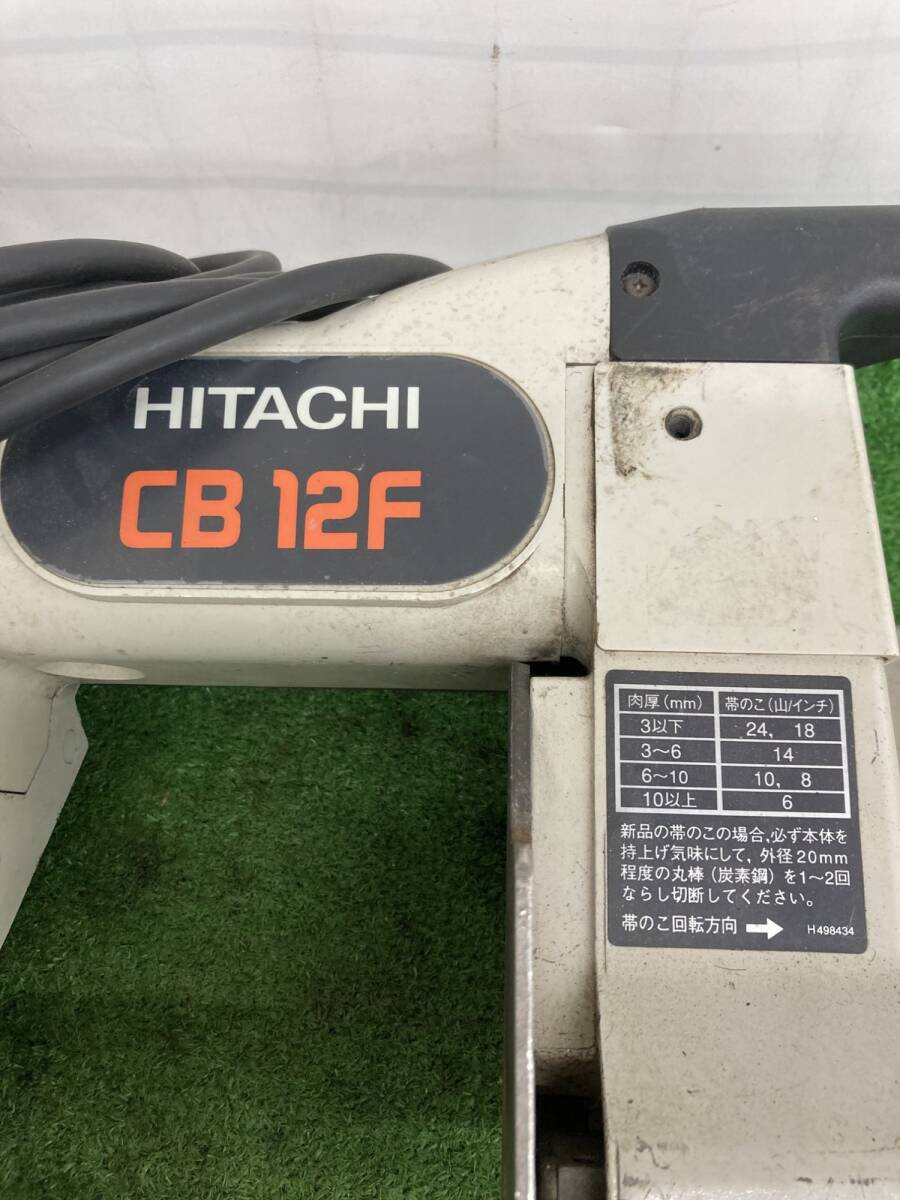 HITACHI
CB 12F
肉厚(mm) 帯のこ(山/インチ)
3以下 24, 18
3〜6 14
6〜10 10, 8
10以上 6
新品の帯のこの場合,必ず本体を
持上げ気味にして, 外径20mm
程度の丸棒(炭素鋼)を1〜2回
ならし切断してください。
帯のこ回転方向 → H498434